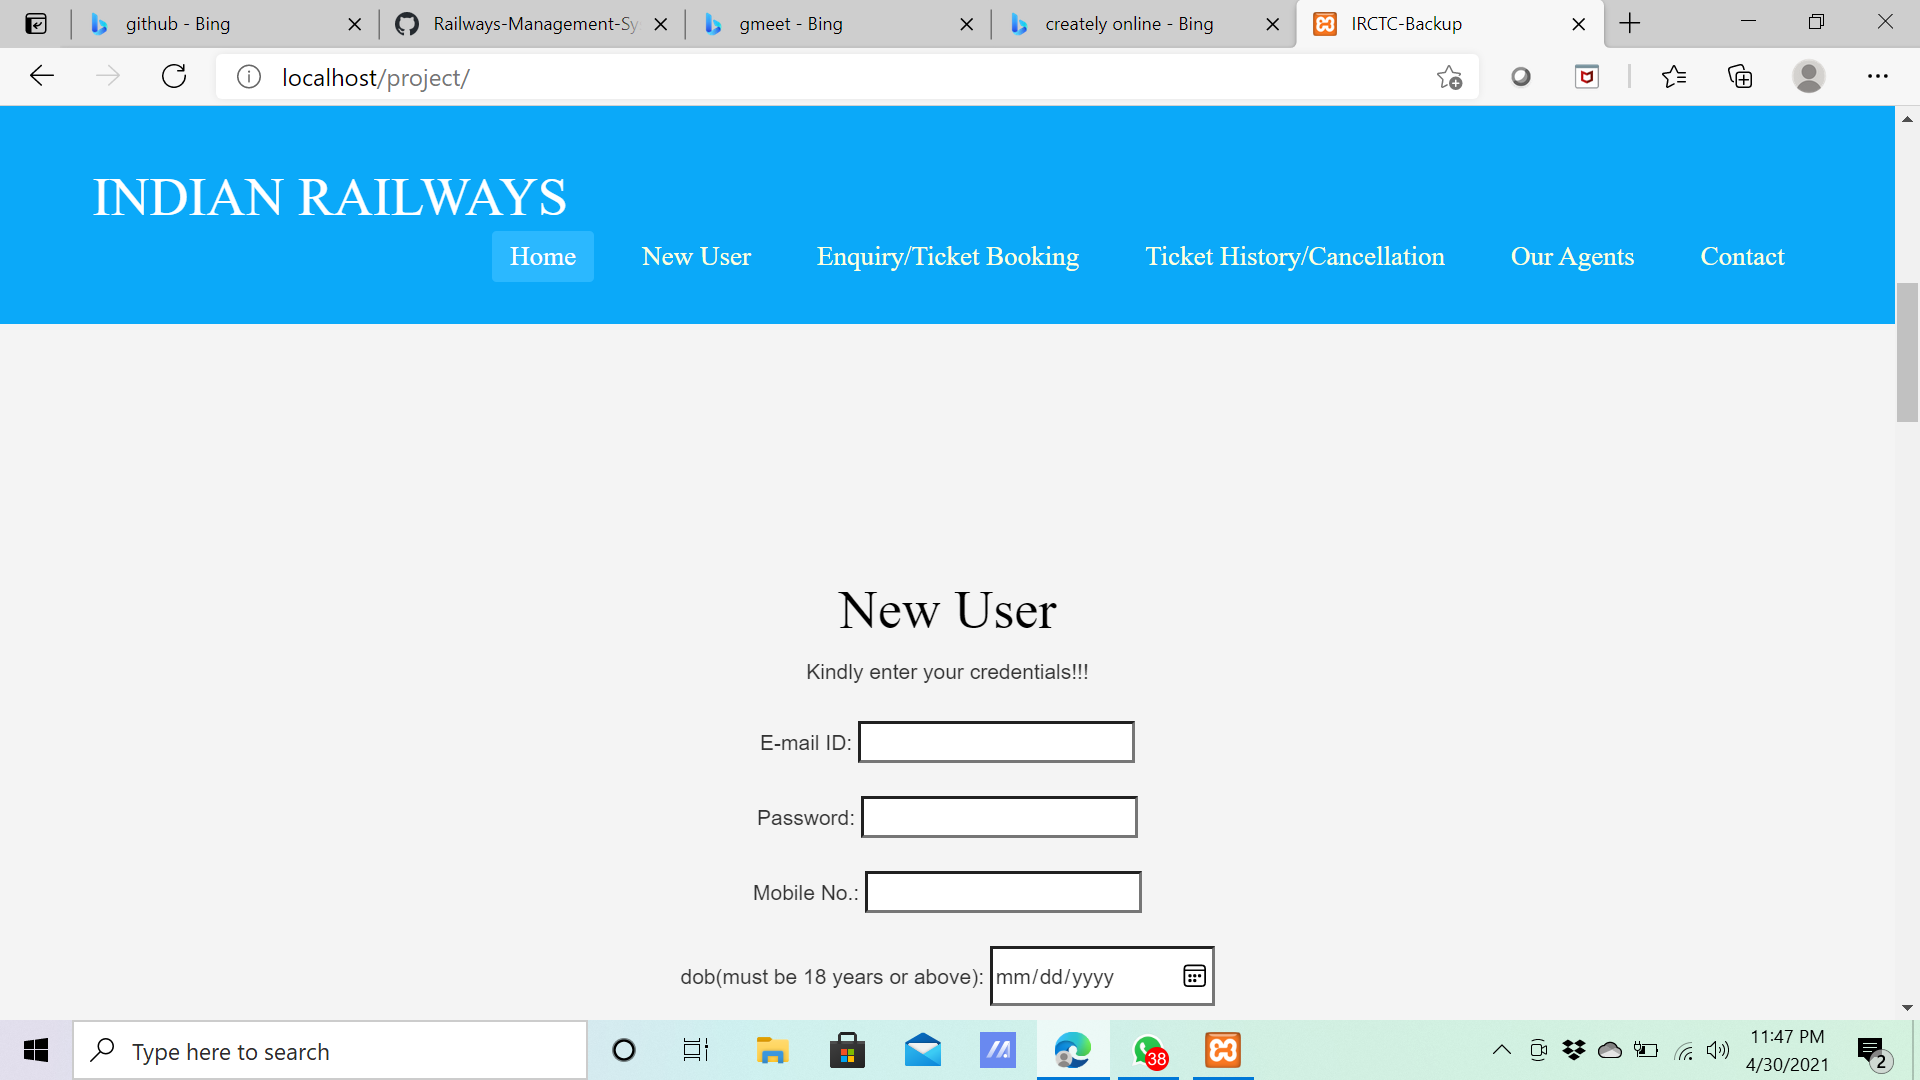 github - Bing
Railways-Management-Sy
gmeet - Bing
creately online - Bing
IRCTC-Backup
localhost/project/
INDIAN RAILWAYS
Home New User Enquiry/Ticket Booking Ticket History/Cancellation Our Agents Contact
New User
Kindly enter your credentials!!!
E-mail ID:
Password:
Mobile No.:
dob(must be 18 years or above): mm/dd/yyyy
Type here to search
38
11:47 PM
4/30/2021
2